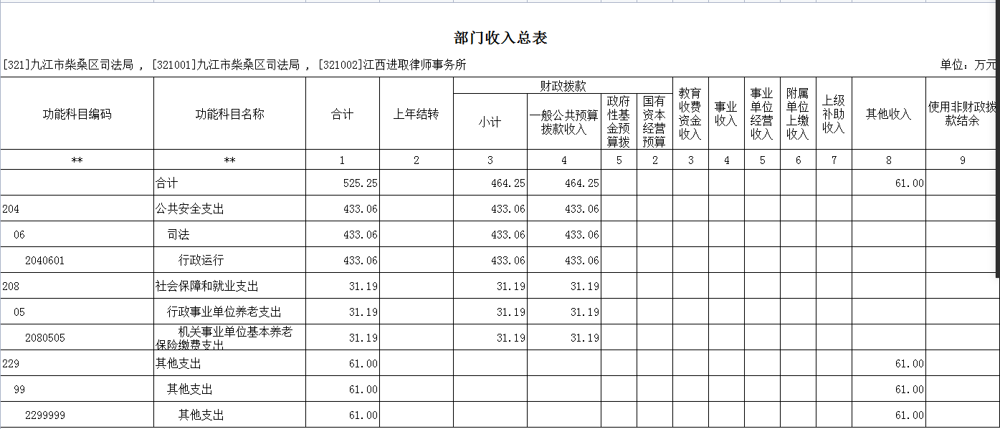 部门收入总表
[321]九江市柴桑区司法局 , [321001]九江市柴桑区司法局 , [321002]江西进取律师事务所 单位：万元
功能科目编码 功能科目名称 合计 上年结转 财政拨款 教育收费资金收入 事业收入 事业单位经营收入 附属单位上缴收入 上级补助收入 其他收入 使用非财政拨款结余
小计 一般公共预算拨款收入 政府性基金预算拨 国有资本经营预算
** ** 1 2 3 4 5 2 3 4 5 6 7 8 9
合计 525.25 464.25 464.25 61.00
204 公共安全支出 433.06 433.06 433.06
06 司法 433.06 433.06 433.06
2040601 行政运行 433.06 433.06 433.06
208 社会保障和就业支出 31.19 31.19 31.19
05 行政事业单位养老支出 31.19 31.19 31.19
2080505 机关事业单位基本养老保险缴费支出 31.19 31.19 31.19
229 其他支出 61.00 61.00
99 其他支出 61.00 61.00
2299999 其他支出 61.00 61.00